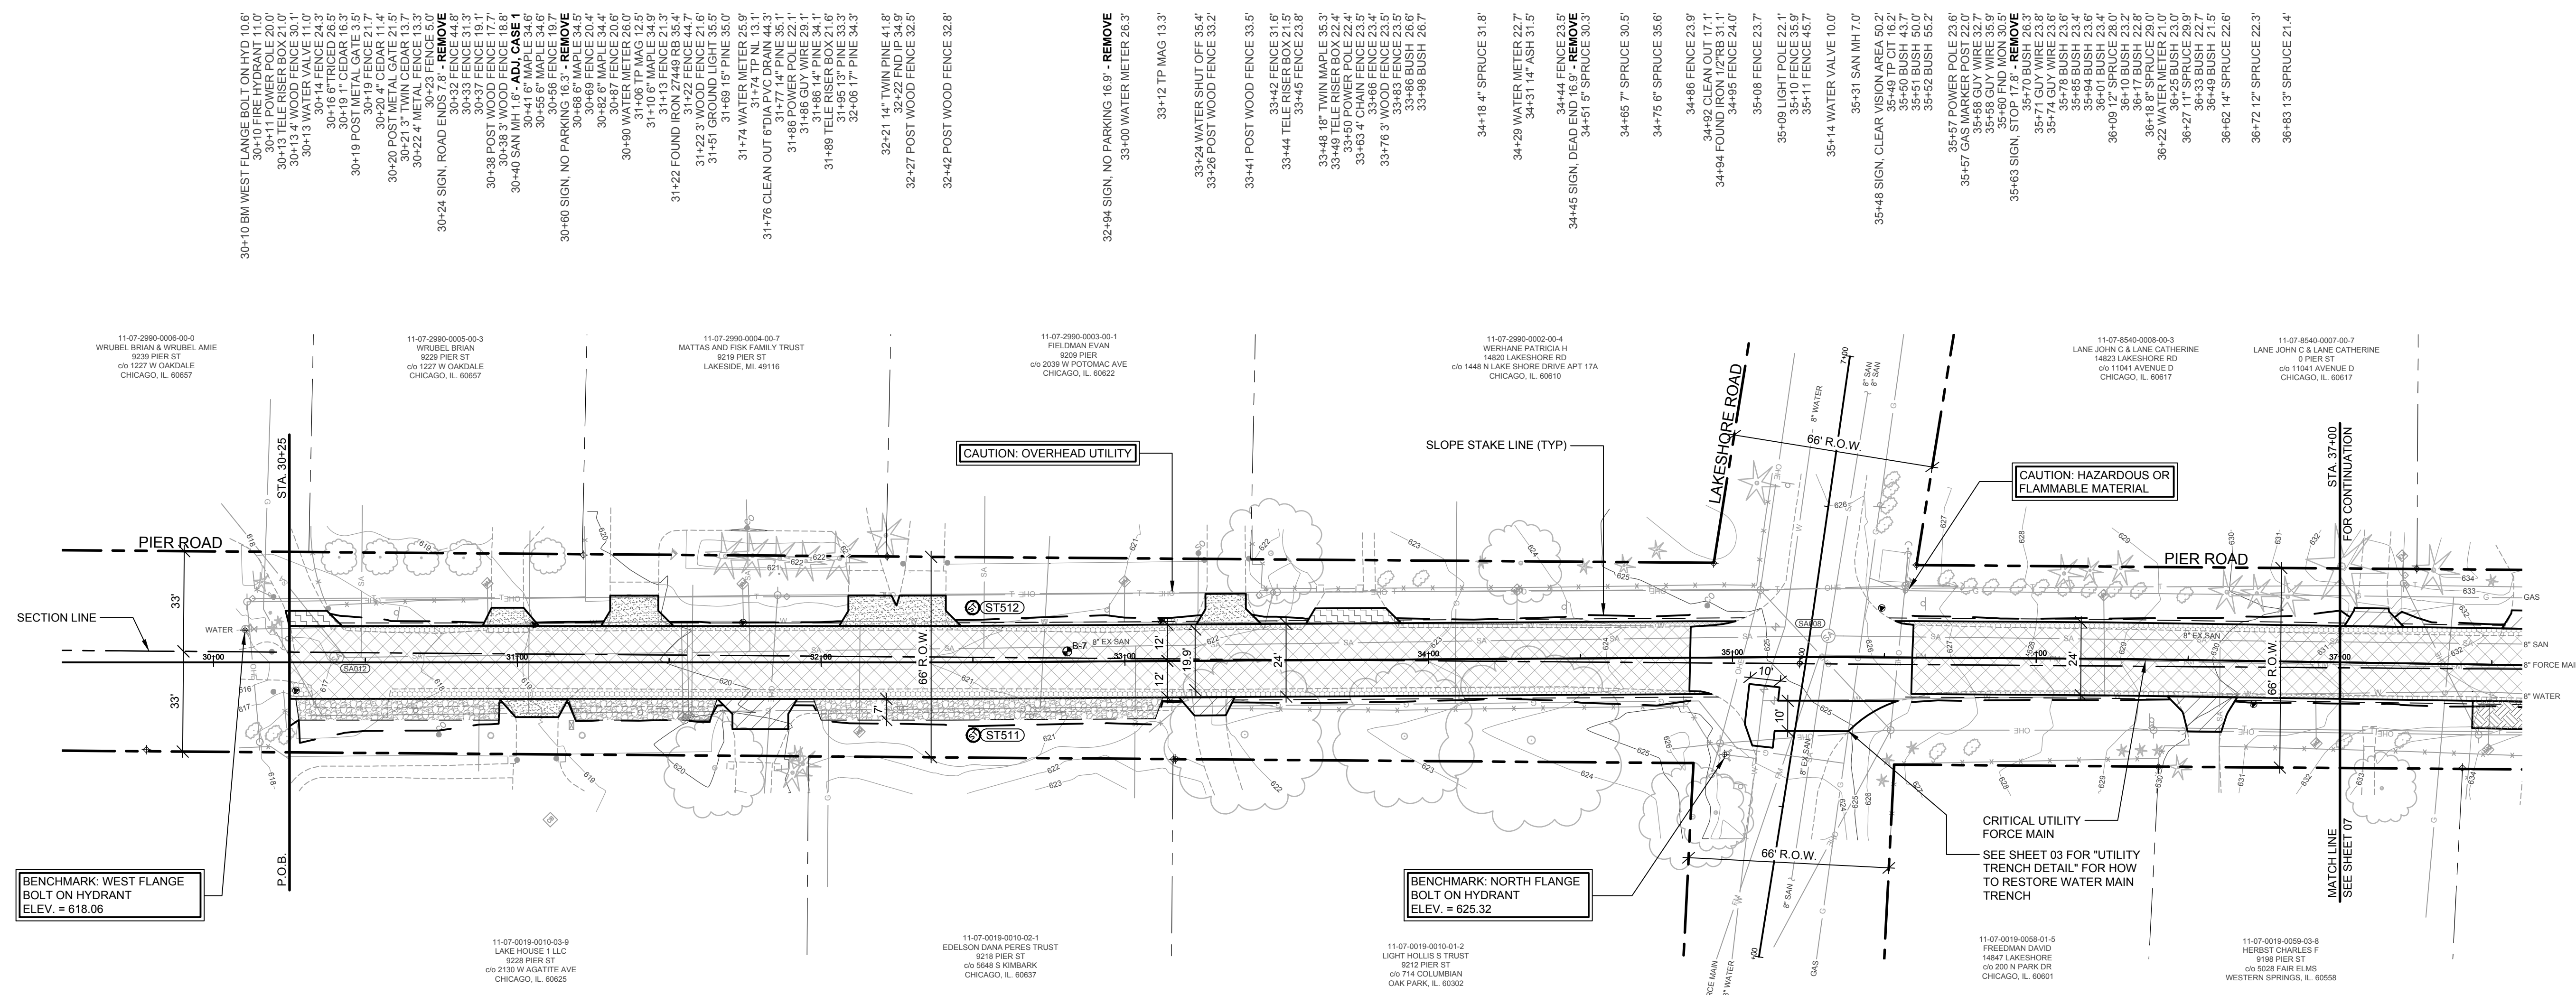 30+10 BM WEST FLANGE BOLT ON HYD 10.6'
30+10 FIRE HYDRANT 11.0'
30+11 POWER POLE 20.0'
30+13 TELE RISER BOX 21.0'
30+13 4' WOOD FENCE 30.1'
30+13 WATER VALVE 11.0'
30+14 FENCE 24.3'
30+16 6"TRICED 26.5'
30+19 1" CEDAR 16.3'
30+19 POST METAL GATE 3.5'
30+19 FENCE 21.7'
30+20 4" CEDAR 11.4'
30+20 POST METAL GATE 21.5'
30+21 3" TWIN CEDAR 13.7'
30+22 4' METAL FENCE 13.3'
30+23 FENCE 5.0'
30+24 SIGN, ROAD ENDS 7.8' - REMOVE
30+32 FENCE 44.8'
30+33 FENCE 31.3'
30+37 FENCE 19.1'
30+38 POST WOOD FENCE 17.7'
30+38 3' WOOD FENCE 18.8'
30+40 SAN MH 1.6' - ADJ, CASE 1
30+41 6" MAPLE 34.6'
30+55 6" MAPLE 34.6'
30+56 FENCE 19.7'
30+60 SIGN, NO PARKING 16.3' - REMOVE
30+68 6" MAPLE 34.5'
30+69 FENCE 20.4'
30+82 6" MAPLE 34.4'
30+87 FENCE 20.6'
30+90 WATER METER 26.0'
31+06 TP MAG 12.5'
31+10 6" MAPLE 34.9'
31+13 FENCE 21.3'
31+22 FOUND IRON 27449 RB 35.4'
31+22 FENCE 44.7'
31+22 3' WOOD FENCE 21.6'
31+51 GROUND LIGHT 35.5'
31+69 15" PINE 35.0'
31+74 WATER METER 25.9'
31+74 TP NL 13.1'
31+76 CLEAN OUT 6"DIA PVC DRAIN 44.3'
31+77 14" PINE 35.1'
31+86 POWER POLE 22.1'
31+86 GUY WIRE 29.1'
31+86 14" PINE 34.1'
31+89 TELE RISER BOX 21.6'
31+95 13" PINE 33.3'
32+06 17" PINE 34.3'
32+21 14" TWIN PINE 41.8'
32+22 FND IP 34.9'
32+27 POST WOOD FENCE 32.5'
32+42 POST WOOD FENCE 32.8'
32+94 SIGN, NO PARKING 16.9' - REMOVE
33+00 WATER METER 26.3'
33+12 TP MAG 13.3'
33+24 WATER SHUT OFF 35.4'
33+26 POST WOOD FENCE 33.2'
33+41 POST WOOD FENCE 33.5'
33+42 FENCE 31.6'
33+44 TELE RISER BOX 21.5'
33+45 FENCE 23.8'
33+48 18" TWIN MAPLE 35.3'
33+49 TELE RISER BOX 22.4'
33+50 POWER POLE 22.4'
33+63 4' CHAIN FENCE 23.5'
33+66 FENCE 23.4'
33+76 3' WOOD FENCE 23.5'
33+83 FENCE 23.5'
33+86 BUSH 26.6'
33+98 BUSH 26.7'
34+18 4" SPRUCE 31.8'
34+29 WATER METER 22.7'
34+31 14" ASH 31.5'
34+44 FENCE 23.5'
34+45 SIGN, DEAD END 16.9' - REMOVE
34+51 5" SPRUCE 30.3'
34+65 7" SPRUCE 30.5'
34+75 6" SPRUCE 35.6'
34+86 FENCE 23.9'
34+92 CLEAN OUT 17.1'
34+94 FOUND IRON 1/2"RB 31.1'
34+95 FENCE 24.0'
35+08 FENCE 23.7'
35+09 LIGHT POLE 22.1'
35+10 FENCE 35.9'
35+11 FENCE 45.7'
35+14 WATER VALVE 10.0'
35+31 SAN MH 7.0'
35+48 SIGN, CLEAR VISION AREA 50.2'
35+49 TP CIT 16.2'
35+50 BUSH 43.7'
35+51 BUSH 50.0'
35+52 BUSH 55.2'
35+57 POWER POLE 23.6'
35+57 GAS MARKER POST 22.0'
35+58 GUY WIRE 32.7'
35+58 GUY WIRE 35.9'
35+60 FND MON 30.5'
35+63 SIGN, STOP 17.8' - REMOVE
35+70 BUSH 26.3'
35+71 GUY WIRE 23.8'
35+74 GUY WIRE 23.6'
35+78 BUSH 23.6'
35+85 BUSH 23.4'
35+94 BUSH 23.6'
36+01 BUSH 23.4'
36+09 12" SPRUCE 28.0'
36+10 BUSH 23.2'
36+17 BUSH 22.8'
36+18 8" SPRUCE 29.0'
36+22 WATER METER 21.0'
36+25 BUSH 23.0'
36+27 11" SPRUCE 29.9'
36+33 BUSH 22.7'
36+49 BUSH 21.5'
36+62 14" SPRUCE 22.6'
36+72 12" SPRUCE 22.3'
36+83 13" SPRUCE 21.4'
11-07-2990-0006-00-0
WRUBEL BRIAN & WRUBEL AMIE
9239 PIER ST
c/o 1227 W OAKDALE
CHICAGO, IL. 60657
11-07-2990-0005-00-3
WRUBEL BRIAN
9229 PIER ST
c/o 1227 W OAKDALE
CHICAGO, IL. 60657
11-07-2990-0004-00-7
MATTAS AND FISK FAMILY TRUST
9219 PIER ST
LAKESIDE, MI. 49116
11-07-2990-0003-00-1
FIELDMAN EVAN
9209 PIER
c/o 2039 W POTOMAC AVE
CHICAGO, IL. 60622
11-07-2990-0002-00-4
WERHANE PATRICIA H
14820 LAKESHORE RD
c/o 1448 N LAKE SHORE DRIVE APT 17A
CHICAGO, IL. 60610
11-07-8540-0008-00-3
LANE JOHN C & LANE CATHERINE
14823 LAKESHORE RD
c/o 11041 AVENUE D
CHICAGO, IL. 60617
11-07-8540-0007-00-7
LANE JOHN C & LANE CATHERINE
0 PIER ST
c/o 11041 AVENUE D
CHICAGO, IL. 60617
STA. 30+25
P.O.B.
PIER ROAD
SECTION LINE
33'
33'
WATER
30+00
31+00
32+00
33+00
34+00
35+00
36+00
37+00
SA012
ST512
ST511
B-7
8" EX SAN
66' R.O.W.
7'
12'
12'
19.9'
24'
CAUTION: OVERHEAD UTILITY
SLOPE STAKE LINE (TYP)
LAKESHORE ROAD
66' R.O.W.
7+00
8" WATER
8" SAN
8" SAN
SA008
10'
10'
8" EX SAN
8" SAN
66' R.O.W.
GAS
CAUTION: HAZARDOUS OR
FLAMMABLE MATERIAL
PIER ROAD
8" EX SAN
24'
66' R.O.W.
STA. 37+00
FOR CONTINUATION
MATCH LINE
SEE SHEET 07
GAS
8" SAN
8" FORCE MAI
8" WATER
CRITICAL UTILITY
FORCE MAIN
SEE SHEET 03 FOR "UTILITY
TRENCH DETAIL" FOR HOW
TO RESTORE WATER MAIN
TRENCH
BENCHMARK: WEST FLANGE
BOLT ON HYDRANT
ELEV. = 618.06
BENCHMARK: NORTH FLANGE
BOLT ON HYDRANT
ELEV. = 625.32
11-07-0019-0010-03-9
LAKE HOUSE 1 LLC
9228 PIER ST
c/o 2130 W AGATITE AVE
CHICAGO, IL. 60625
11-07-0019-0010-02-1
EDELSON DANA PERES TRUST
9218 PIER ST
c/o 5648 S KIMBARK
CHICAGO, IL. 60637
11-07-0019-0010-01-2
LIGHT HOLLIS S TRUST
9212 PIER ST
c/o 714 COLUMBIAN
OAK PARK, IL. 60302
11-07-0019-0058-01-5
FREEDMAN DAVID
14847 LAKESHORE
c/o 200 N PARK DR
CHICAGO, IL. 60601
11-07-0019-0059-03-8
HERBST CHARLES F
9198 PIER ST
c/o 5028 FAIR ELMS
WESTERN SPRINGS, IL. 60558